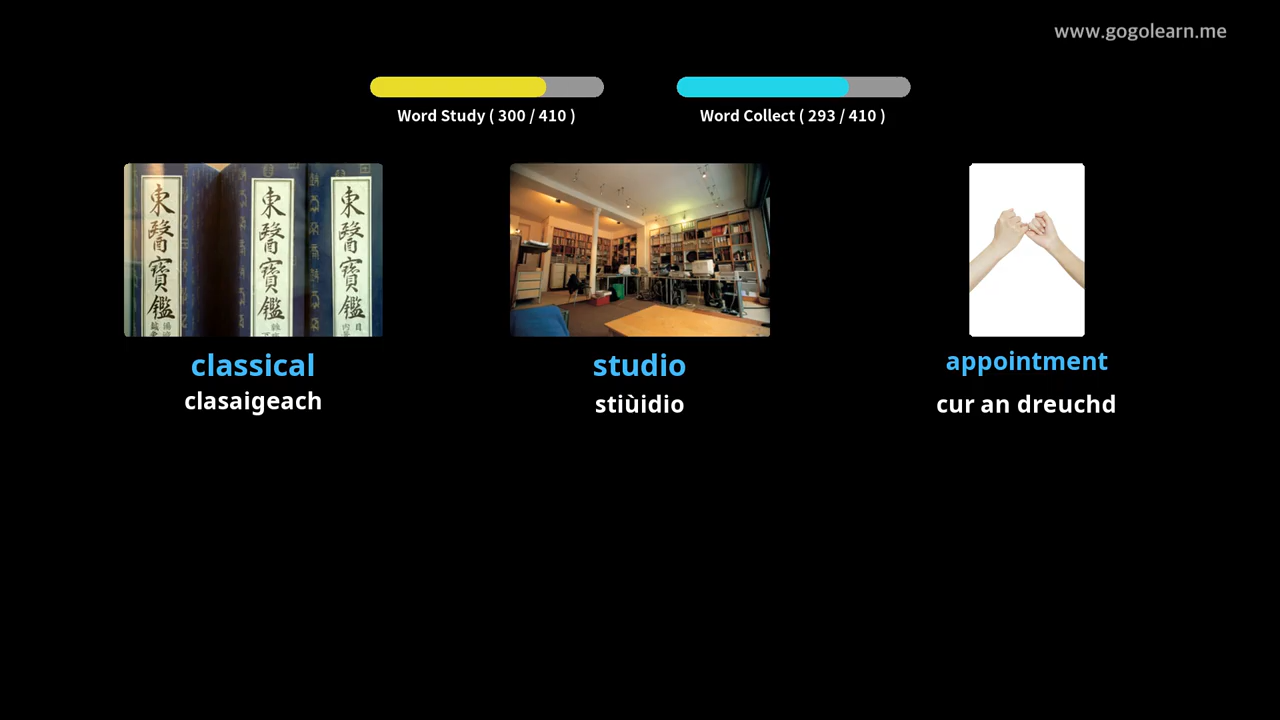 www.gogolearn.me
Word Study ( 300 / 410 )
Word Collect ( 293 / 410 )
東醫寶鑑
東醫寶鑑
東醫寶鑑
classical
clasaigeach
studio
stiùidio
appointment
cur an dreuchd